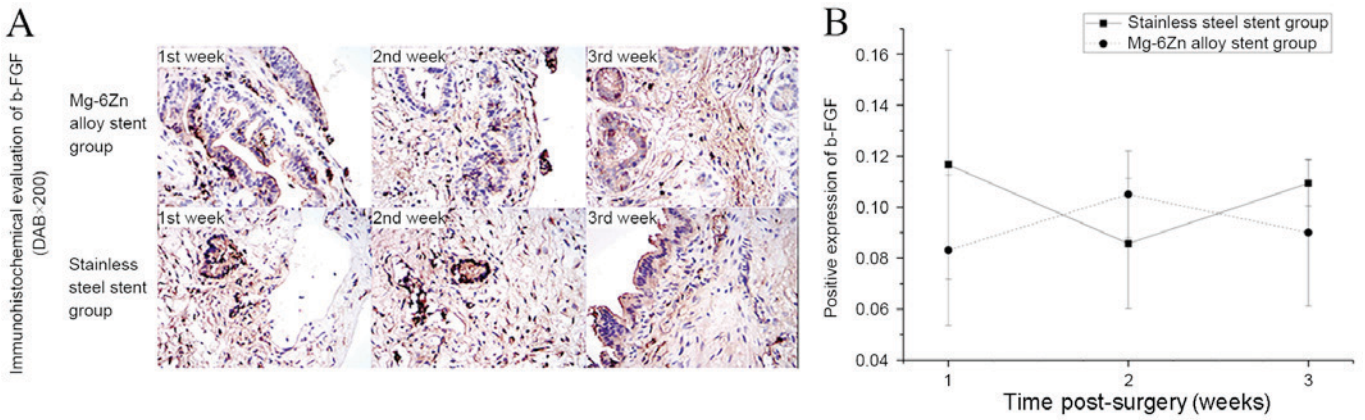 A
Immunohistochemical evaluation of b-FGF
(DAB×200)
Mg-6Zn
alloy stent
group
1st week
2nd week
3rd week
Stainless
steel stent
group
1st week
2nd week
3rd week
B
Stainless steel stent group
Mg-6Zn alloy stent group
Positive expression of b-FGF
0.16
0.14
0.12
0.10
0.08
0.06
0.04
1
2
3
Time post-surgery (weeks)